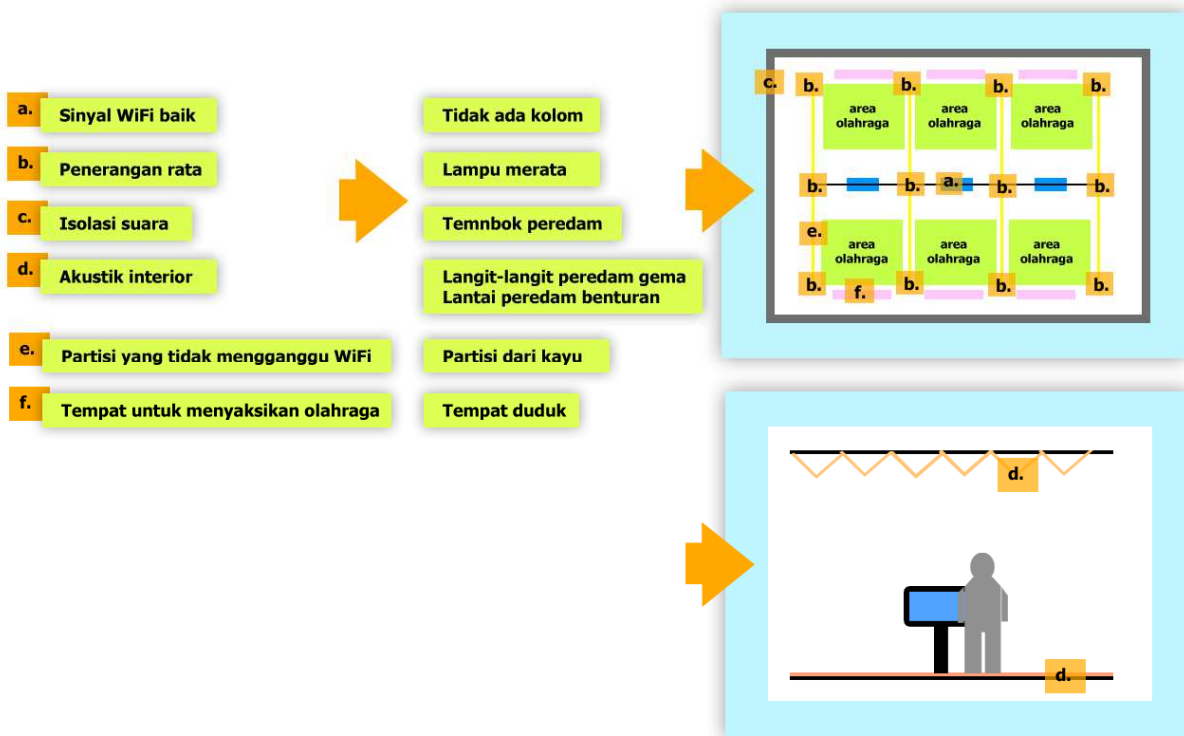 a. Sinyal WiFi baik
b. Penerangan rata
c. Isolasi suara
d. Akustik interior
e. Partisi yang tidak mengganggu WiFi
f. Tempat untuk menyaksikan olahraga
Tidak ada kolom
Lampu merata
Temnbok peredam
Langit-langit peredam gema
Lantai peredam benturan
Partisi dari kayu
Tempat duduk
c. b. b. b. b.
area area area
olahraga olahraga olahraga
b. b. a. b. b.
e.
area area area
olahraga olahraga olahraga
b. f. b. b. b.
d.
d.